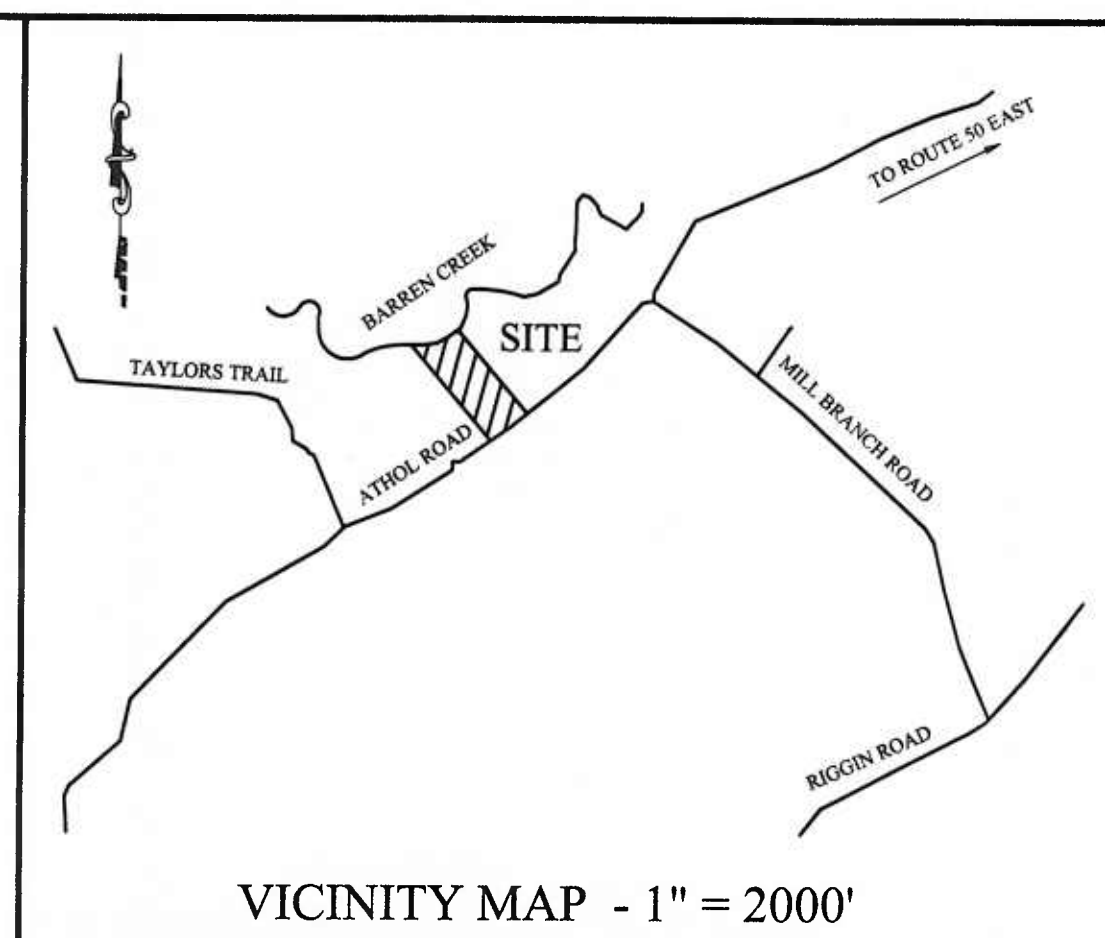 TO ROUTE 50 EAST
BARREN CREEK
SITE
TAYLORS TRAIL
ATHOL ROAD
MILL BRANCH ROAD
RIGGIN ROAD
VICINITY MAP - 1" = 2000'